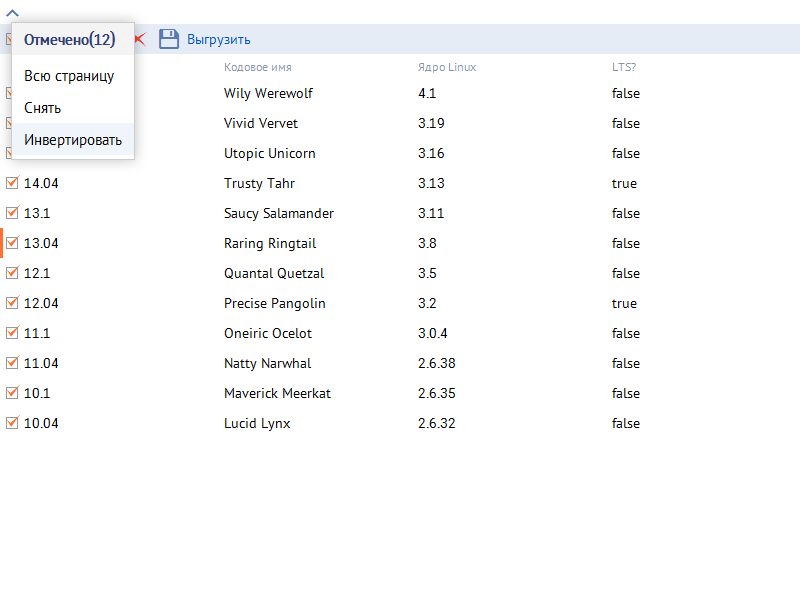 Отмечено(12) Выгрузить
Всю страницу
Снять
Инвертировать
Кодовое имя Ядро Linux LTS?
Wily Werewolf 4.1 false
Vivid Vervet 3.19 false
Utopic Unicorn 3.16 false
14.04 Trusty Tahr 3.13 true
13.1 Saucy Salamander 3.11 false
13.04 Raring Ringtail 3.8 false
12.1 Quantal Quetzal 3.5 false
12.04 Precise Pangolin 3.2 true
11.1 Oneiric Ocelot 3.0.4 false
11.04 Natty Narwhal 2.6.38 false
10.1 Maverick Meerkat 2.6.35 false
10.04 Lucid Lynx 2.6.32 false